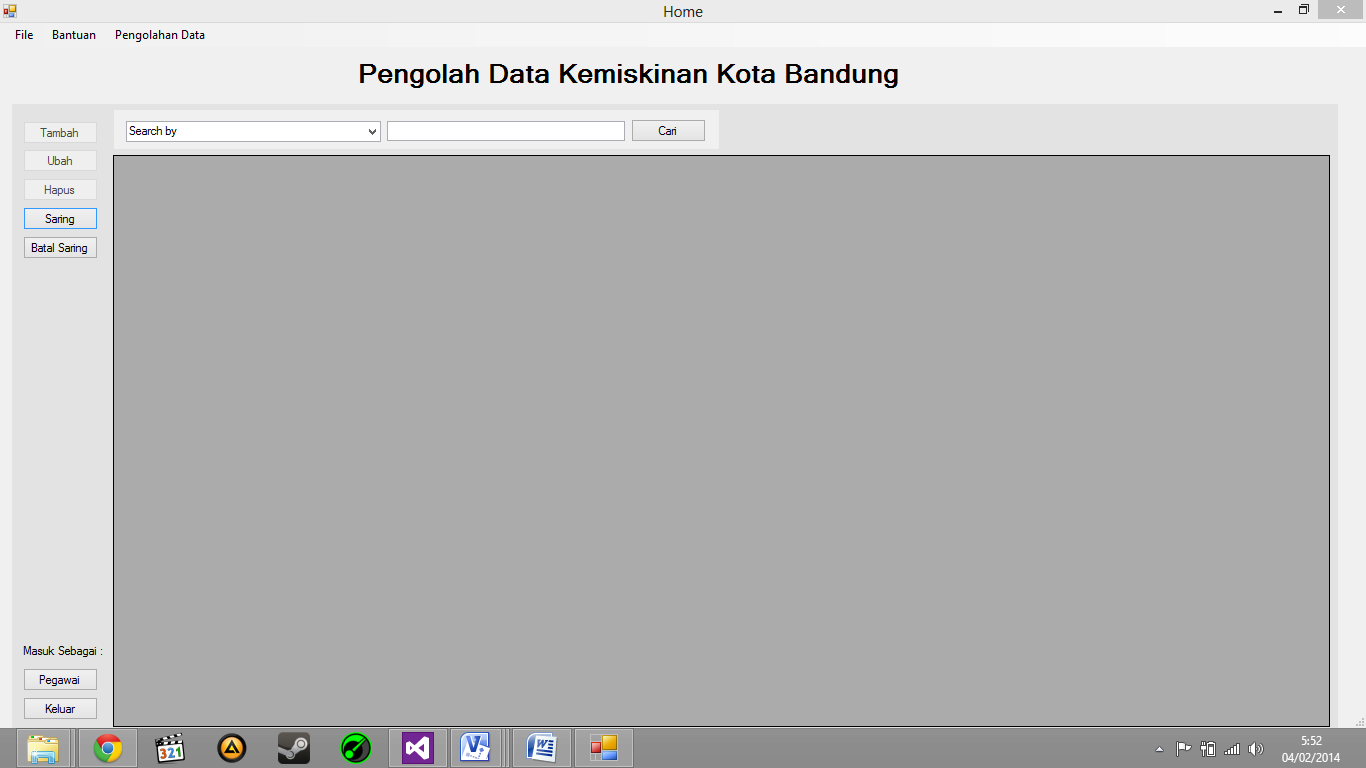 Home
File Bantuan Pengolahan Data
Pengolah Data Kemiskinan Kota Bandung
Search by Cari
Tambah
Ubah
Hapus
Saring
Batal Saring
Masuk Sebagai :
Pegawai
Keluar
321
5:52
04/02/2014